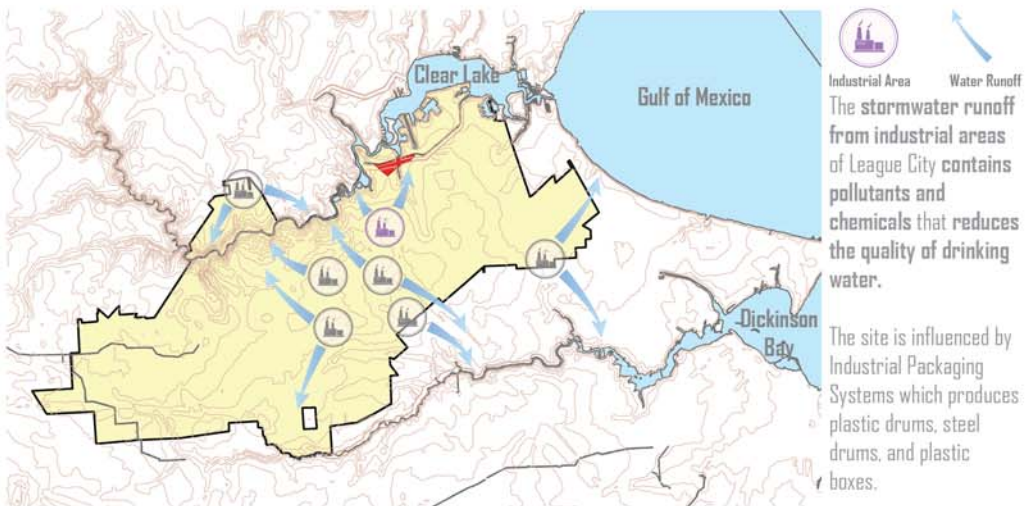 Clear Lake
Gulf of Mexico
Dickinson
Bay
Industrial Area
Water Runoff
The stormwater runoff
from industrial areas
of League City contains
pollutants and
chemicals that reduces
the quality of drinking
water.
The site is influenced by
Industrial Packaging
Systems which produces
plastic drums, steel
drums, and plastic
boxes.